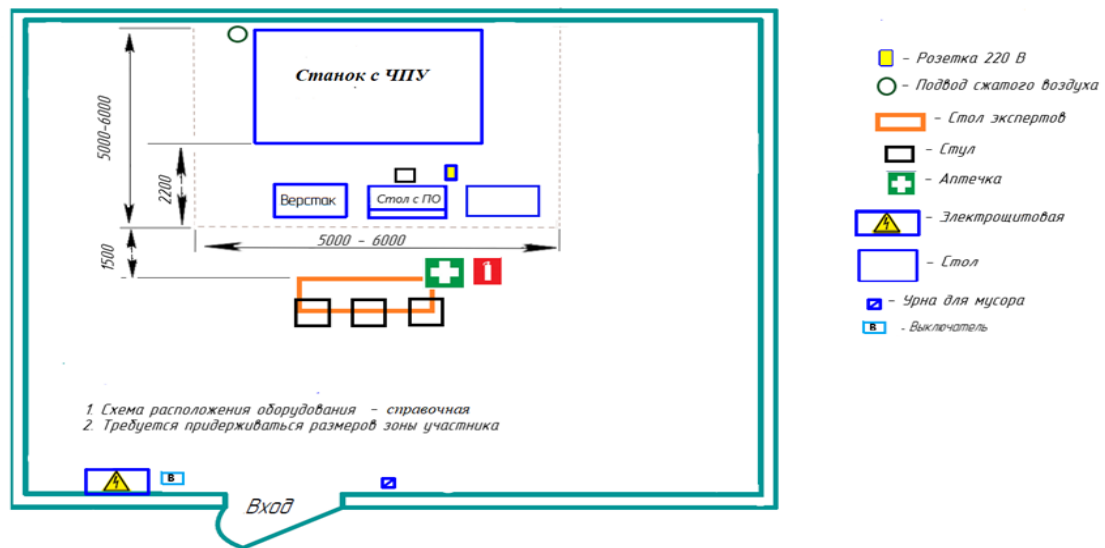 Станок с ЧПУ
5000-6000
2200
Верстак
Стол с ПО
5000 - 6000
1500
1. Схема расположения оборудования - справочная
2. Требуется придерживаться размеров зоны участника
В
Вход
- Розетка 220 В
- Подвод сжатого воздуха
- Стол экспертов
- Стул
- Аптечка
- Электрощитовая
- Стол
- Урна для мусора
В - Выключатель